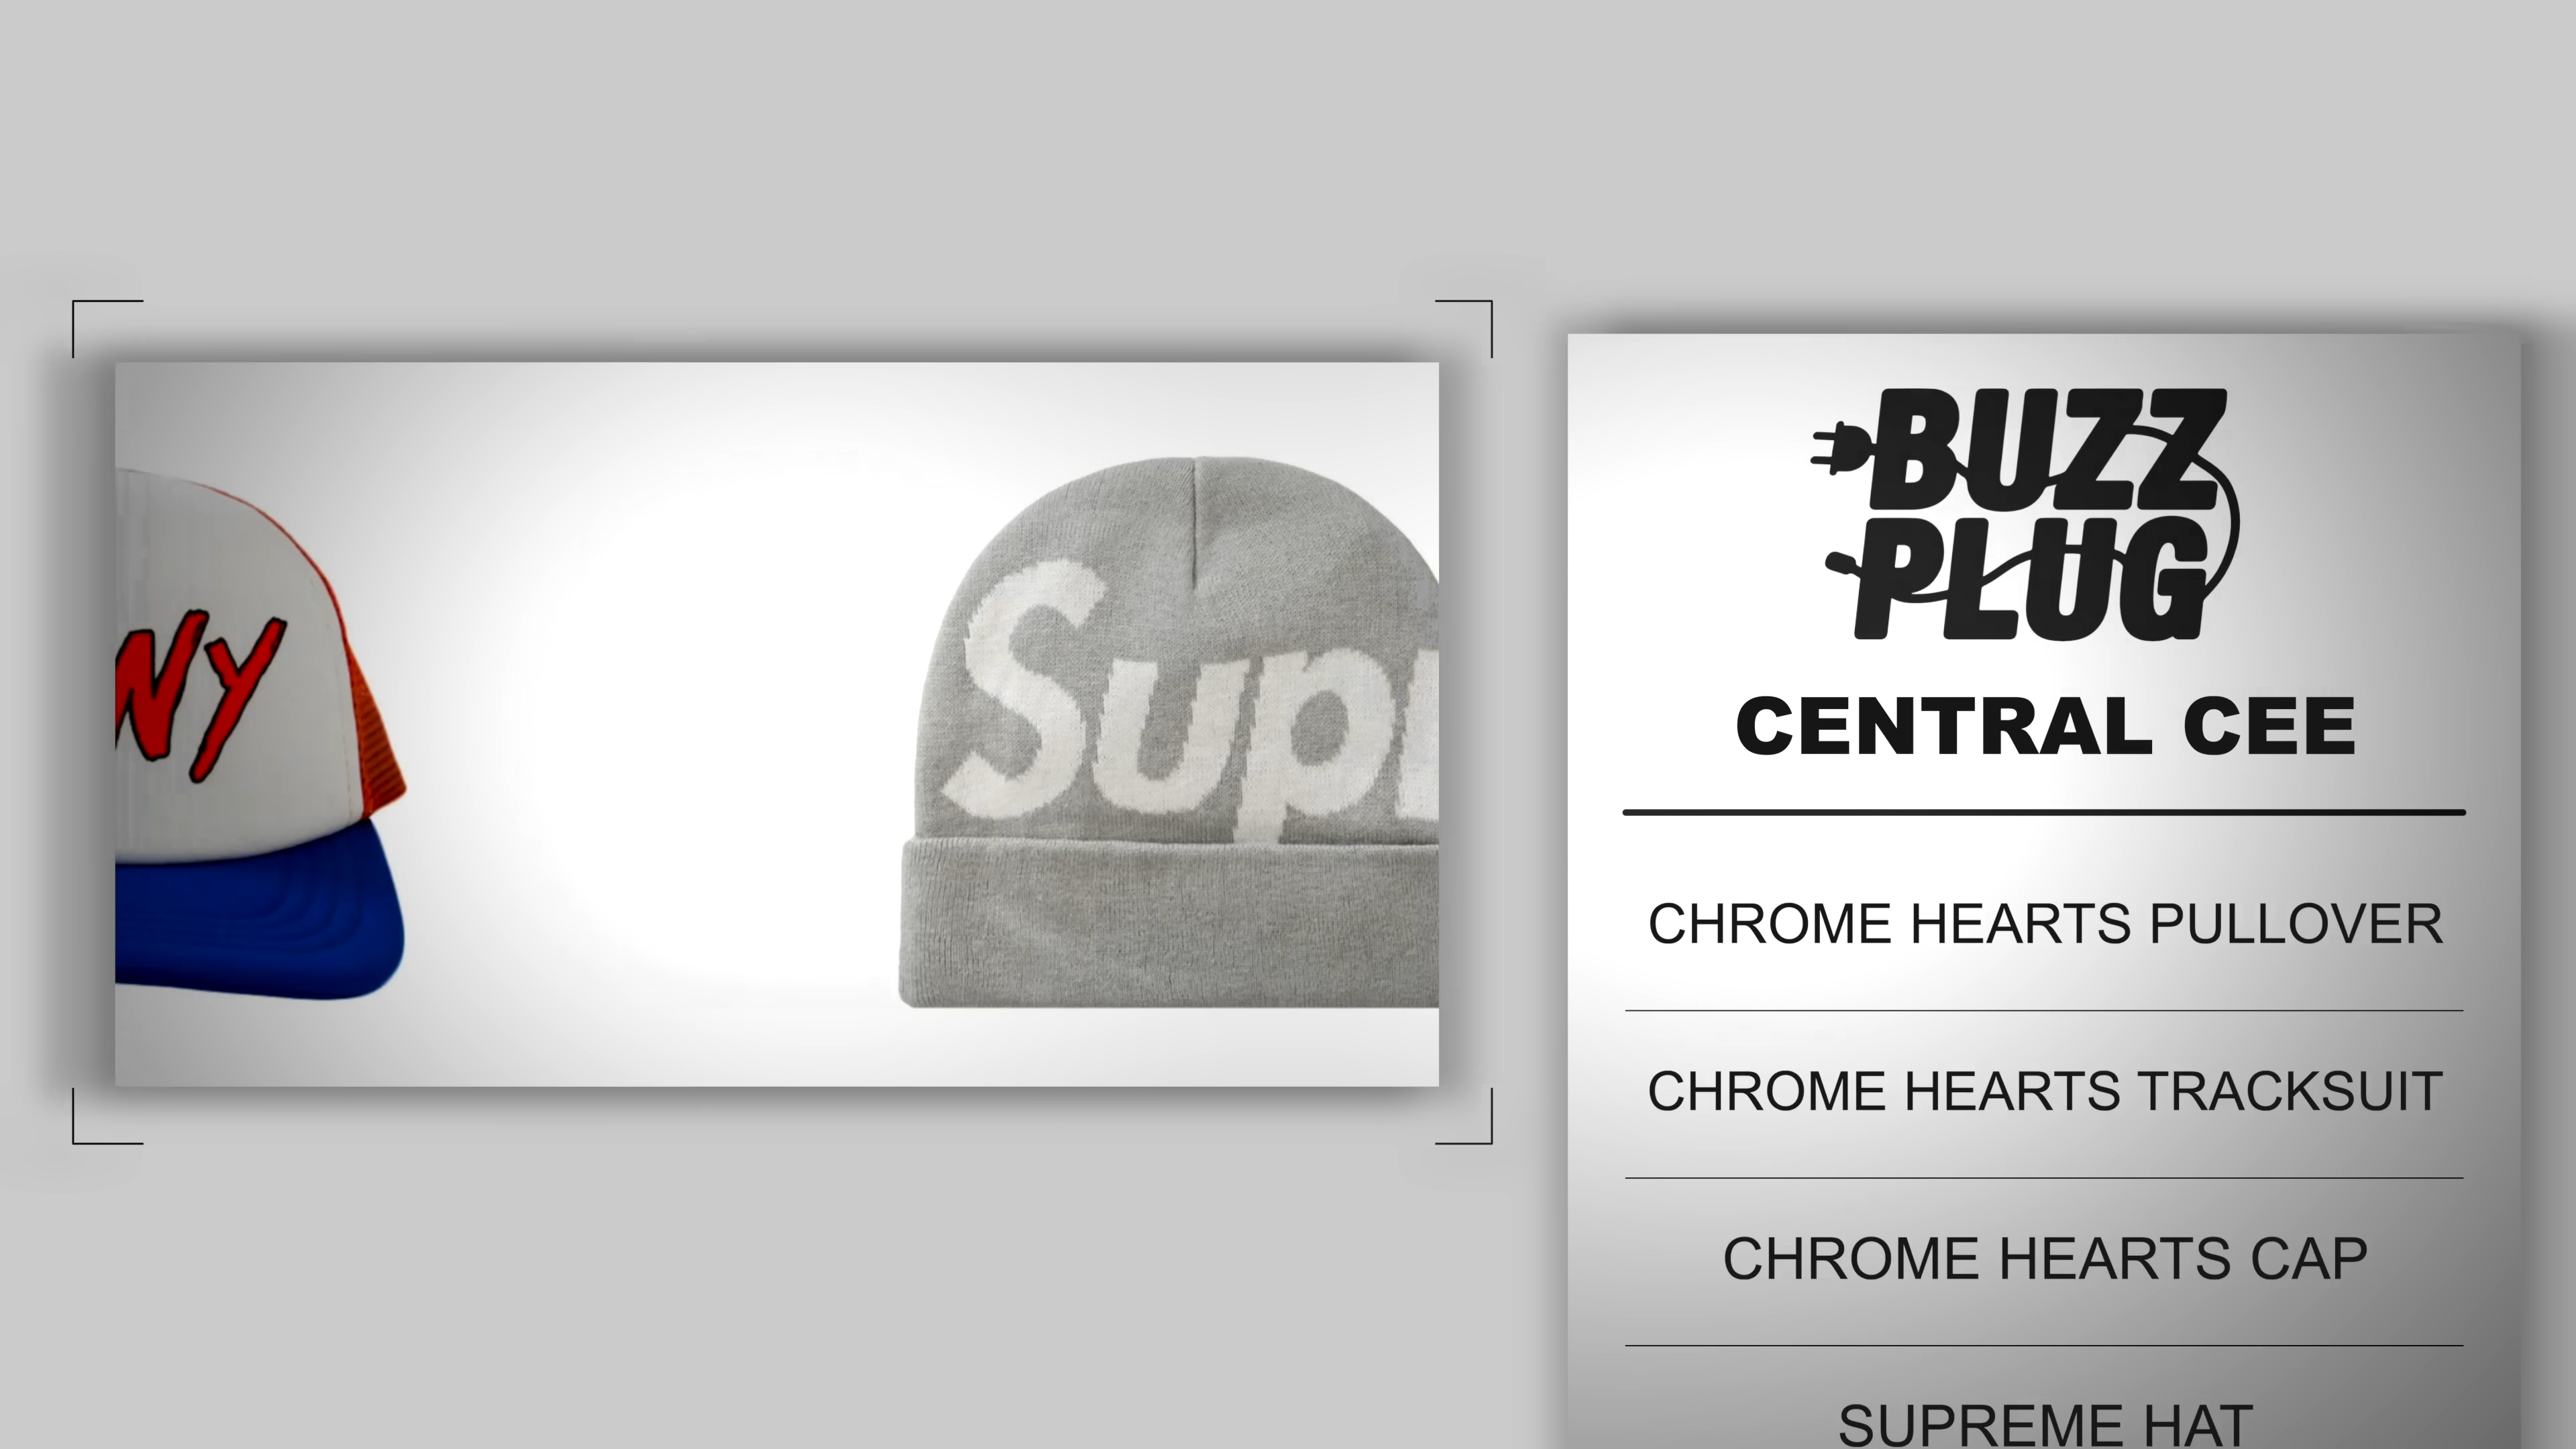 NY
Sup
BUZZ
PLUG
CENTRAL CEE
CHROME HEARTS PULLOVER
CHROME HEARTS TRACKSUIT
CHROME HEARTS CAP
SUPREME HAT